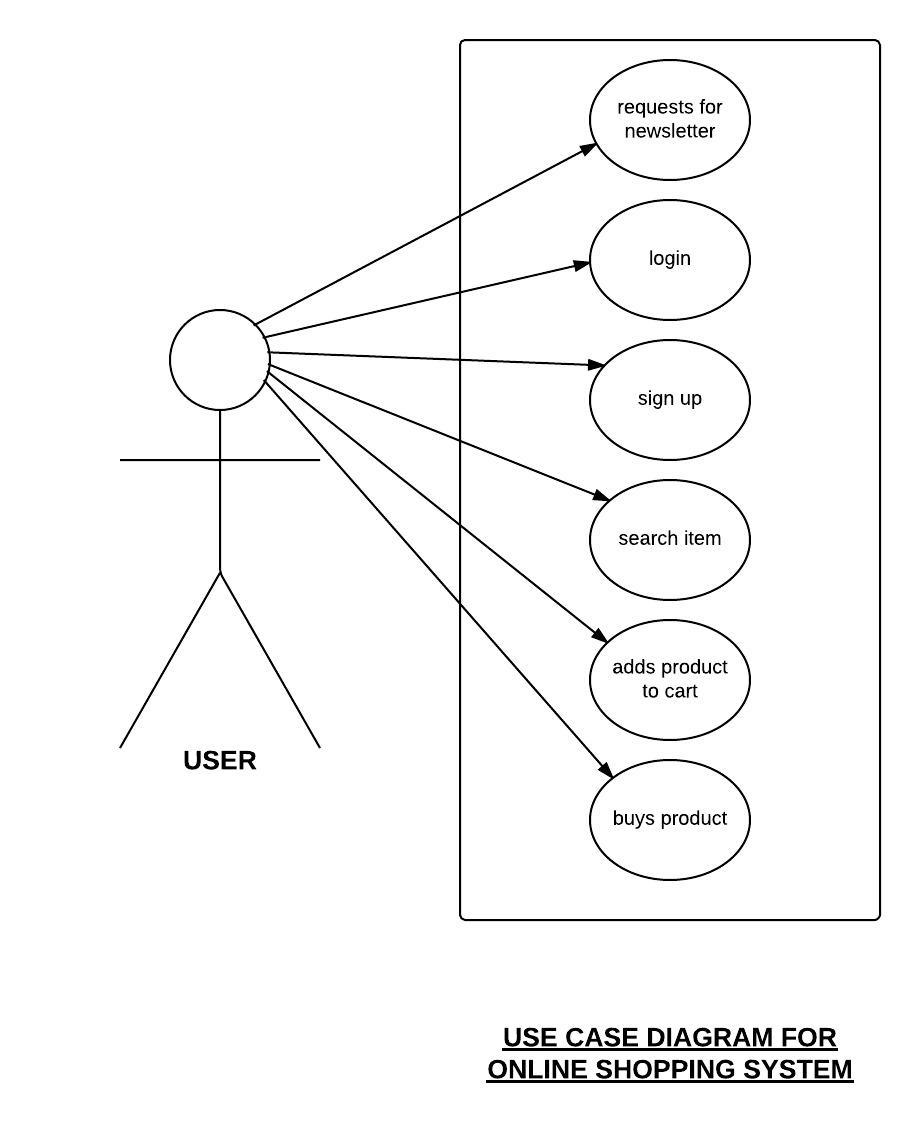 requests for
newsletter
login
sign up
search item
adds product
to cart
buys product
USER
USE CASE DIAGRAM FOR
ONLINE SHOPPING SYSTEM